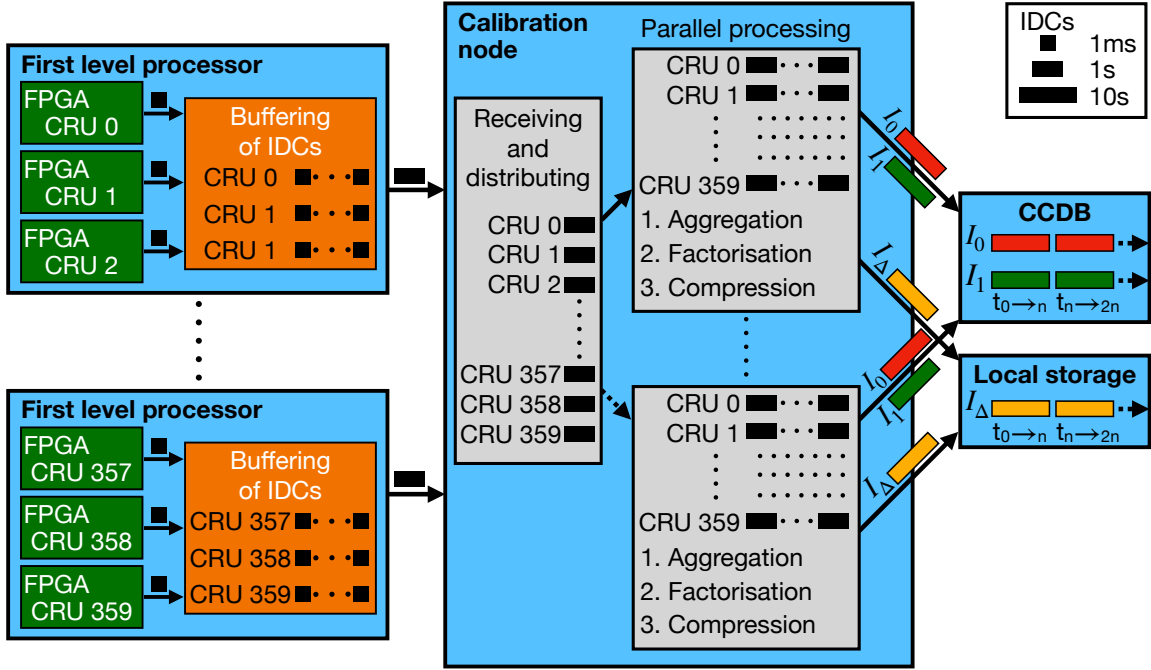 First level processor
FPGA
CRU 0
FPGA
CRU 1
FPGA
CRU 2
Buffering
of IDCs
CRU 0
CRU 1
CRU 1
First level processor
FPGA
CRU 357
FPGA
CRU 358
FPGA
CRU 359
Buffering
of IDCs
CRU 357
CRU 358
CRU 359
Calibration
node
Receiving
and
distributing
CRU 0
CRU 1
CRU 2
CRU 357
CRU 358
CRU 359
Parallel processing
CRU 0
CRU 1
CRU 359
1. Aggregation
2. Factorisation
3. Compression
CRU 0
CRU 1
CRU 359
1. Aggregation
2. Factorisation
3. Compression
I₀
I₁
I_Δ
I₀
I₁
I_Δ
IDCs
1ms
1s
10s
CCDB
I₀
I₁
t₀→ₙ tₙ→₂ₙ
Local storage
I_Δ
t₀→ₙ tₙ→₂ₙ